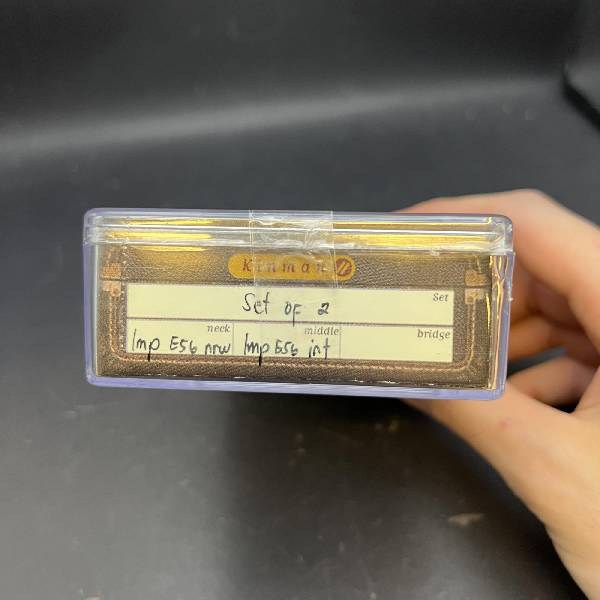 Kinman
Set of 2 Set
neck middle bridge
Imp E56 nrw Imp E56 int